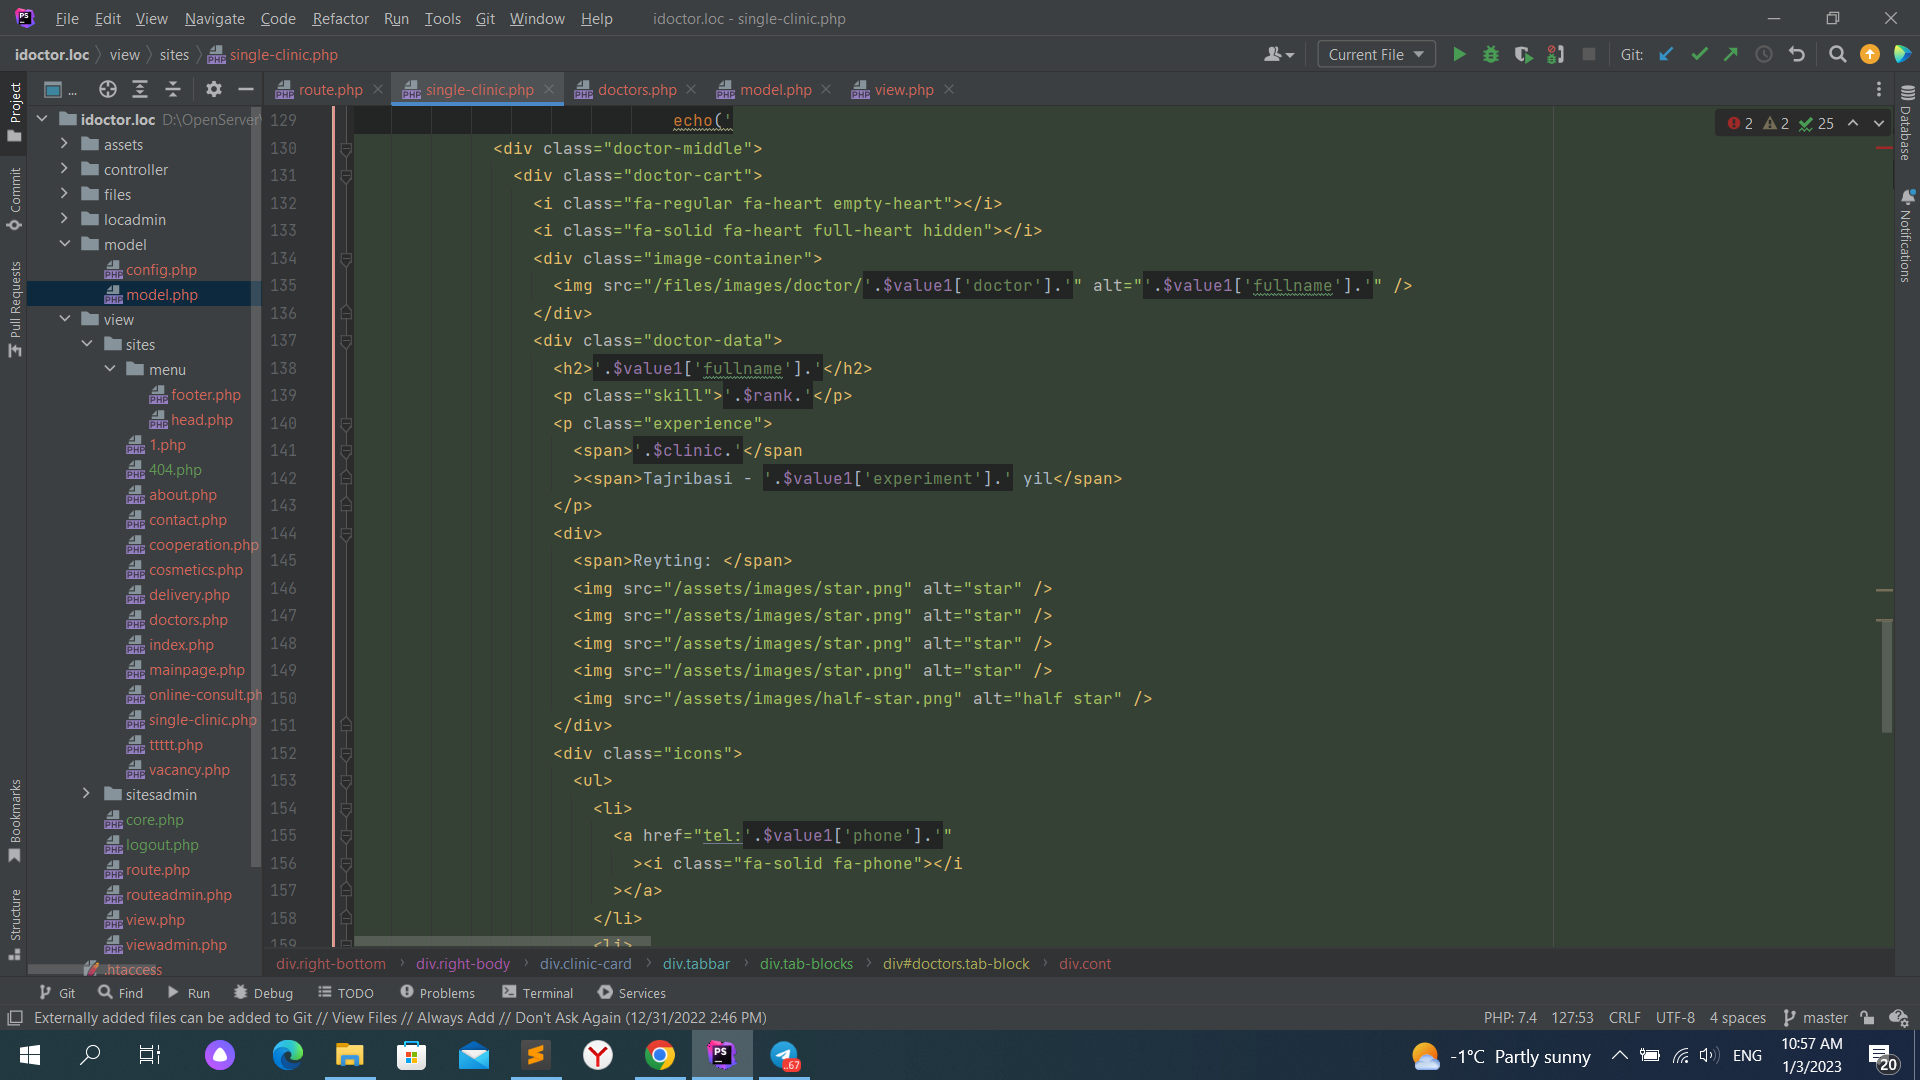 File Edit View Navigate Code Refactor Run Tools Git Window Help idoctor.loc - single-clinic.php
idoctor.loc view sites single-clinic.php Current File Git:
... route.php single-clinic.php doctors.php model.php view.php
Project
Commit
Pull Requests
Bookmarks
Structure
idoctor.loc D:\OpenServer\
assets
controller
files
locadmin
model
config.php
model.php
view
sites
menu
footer.php
head.php
1.php
404.php
about.php
contact.php
cooperation.php
cosmetics.php
delivery.php
doctors.php
index.php
mainpage.php
online-consult.ph
single-clinic.php
ttttt.php
vacancy.php
sitesadmin
core.php
logout.php
route.php
routeadmin.php
view.php
viewadmin.php
.htaccess
2 2 25
129 echo('
130 <div class="doctor-middle">
131 <div class="doctor-cart">
132 <i class="fa-regular fa-heart empty-heart"></i>
133 <i class="fa-solid fa-heart full-heart hidden"></i>
134 <div class="image-container">
135 <img src="/files/images/doctor/'.$value1['doctor'].'" alt="'.$value1['fullname'].'" />
136 </div>
137 <div class="doctor-data">
138 <h2>'.$value1['fullname'].'</h2>
139 <p class="skill">'.$rank.'</p>
140 <p class="experience">
141 <span>'.$clinic.'</span
142 ><span>Tajribasi - '.$value1['experiment'].' yil</span>
143 </p>
144 <div>
145 <span>Reyting: </span>
146 <img src="/assets/images/star.png" alt="star" />
147 <img src="/assets/images/star.png" alt="star" />
148 <img src="/assets/images/star.png" alt="star" />
149 <img src="/assets/images/star.png" alt="star" />
150 <img src="/assets/images/half-star.png" alt="half star" />
151 </div>
152 <div class="icons">
153 <ul>
154 <li>
155 <a href="tel:'.$value1['phone'].'"
156 ><i class="fa-solid fa-phone"></i
157 ></a>
158 </li>
159 <li>
Database
Notifications
div.right-bottom div.right-body div.clinic-card div.tabbar div.tab-blocks div#doctors.tab-block div.cont
Git Find Run Debug TODO Problems Terminal Services
Externally added files can be added to Git // View Files // Always Add // Don't Ask Again (12/31/2022 2:46 PM) PHP: 7.4 127:53 CRLF UTF-8 4 spaces master
PS ..67 -1°C Partly sunny ENG 10:57 AM
1/3/2023 20